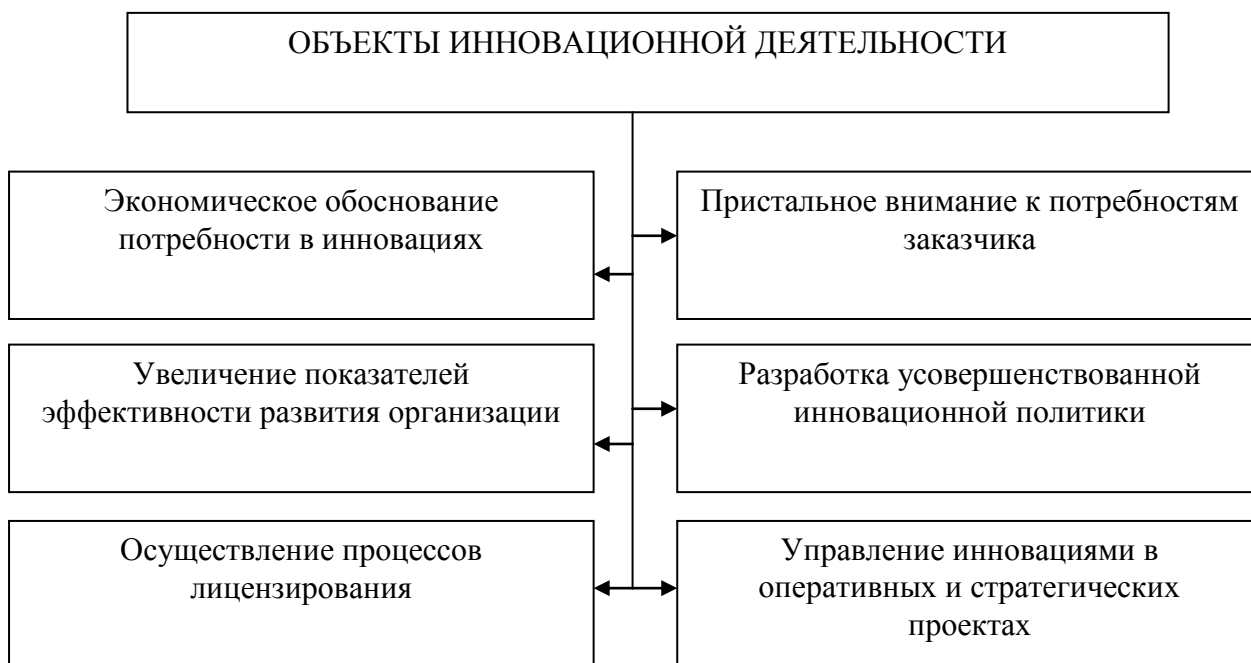 ОБЪЕКТЫ ИННОВАЦИОННОЙ ДЕЯТЕЛЬНОСТИ
Экономическое обоснование
потребности в инновациях
Пристальное внимание к потребностям
заказчика
Увеличение показателей
эффективности развития организации
Разработка усовершенствованной
инновационной политики
Осуществление процессов
лицензирования
Управление инновациями в
оперативных и стратегических
проектах